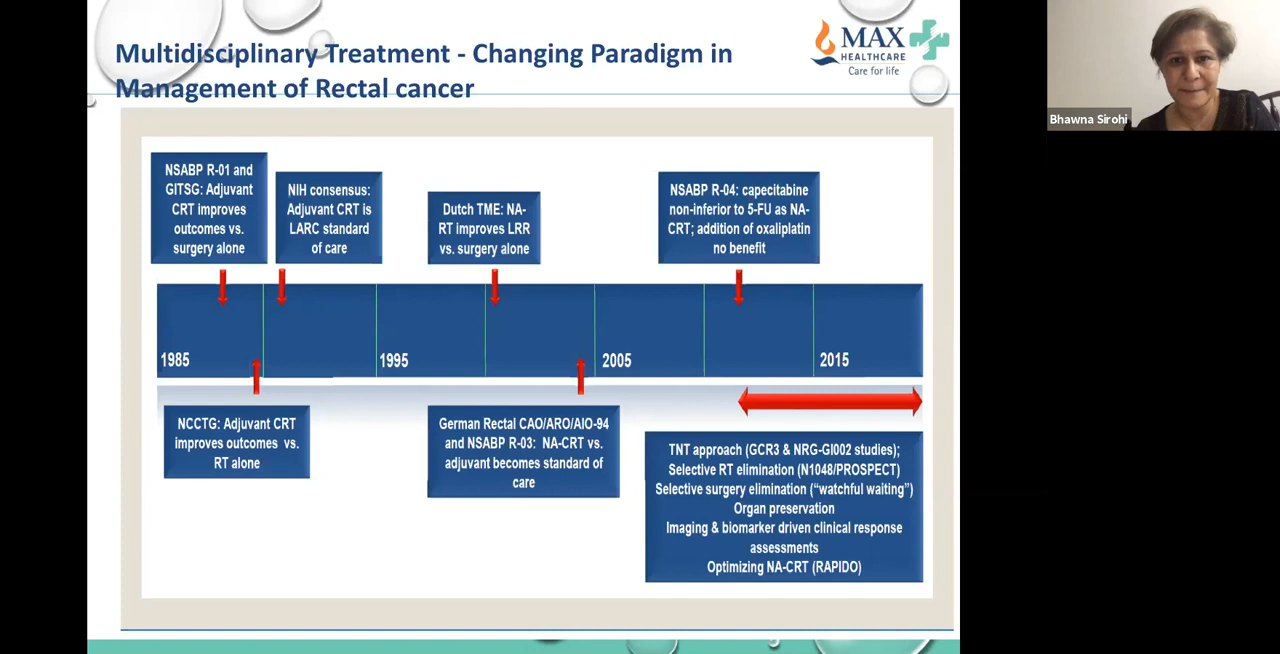 Multidisciplinary Treatment - Changing Paradigm in
Management of Rectal cancer
MAX
HEALTHCARE
Care for life
Bhawna Sirohi
NSABP R-01 and
GITSG: Adjuvant
CRT improves
outcomes vs.
surgery alone
NIH consensus:
Adjuvant CRT is
LARC standard
of care
Dutch TME: NA-
RT improves LRR
vs. surgery alone
NSABP R-04: capecitabine
non-inferior to 5-FU as NA-
CRT; addition of oxaliplatin
no benefit
1985
1995
2005
2015
NCCTG: Adjuvant CRT
improves outcomes vs.
RT alone
German Rectal CAO/ARO/AIO-94
and NSABP R-03: NA-CRT vs.
adjuvant becomes standard of
care
TNT approach (GCR3 & NRG-GI002 studies);
Selective RT elimination (N1048/PROSPECT)
Selective surgery elimination (“watchful waiting”)
Organ preservation
Imaging & biomarker driven clinical response
assessments
Optimizing NA-CRT (RAPIDO)